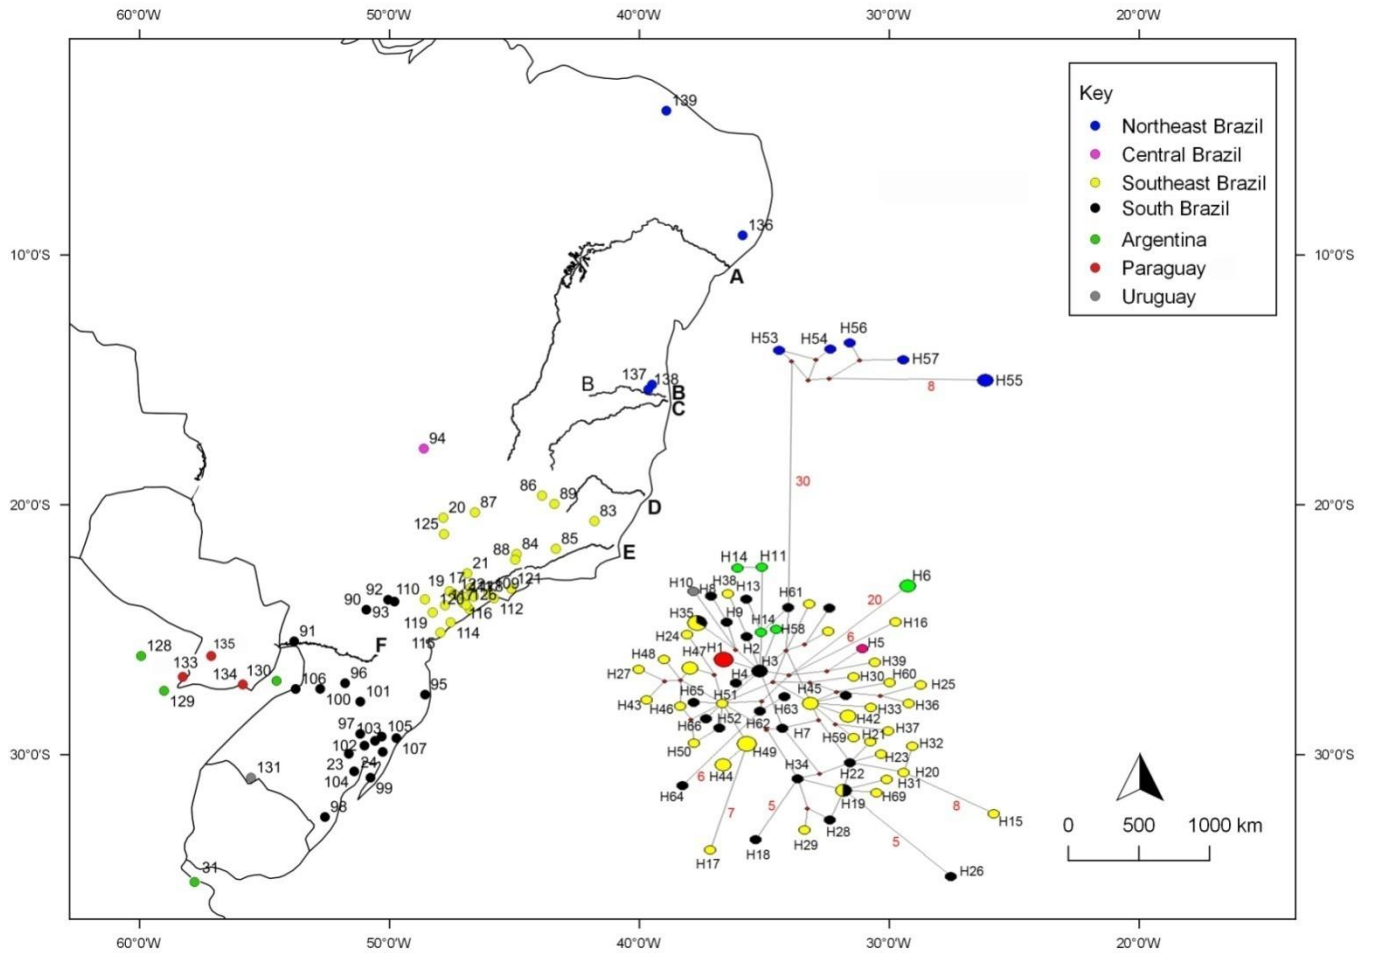 60°0'W 50°0'W 40°0'W 30°0'W 20°0'W
Key
Northeast Brazil
Central Brazil
Southeast Brazil
South Brazil
Argentina
Paraguay
Uruguay
139
136
10°0'S 10°0'S
A
H53 H54 H56
H57
H55
8
137 138
B B
C
94
30
86 89
20 87
20°0'S 20°0'S
125 83
D
88 84 85
E
21
19 17 109 121
92 110
90 93
120 126
119 116 112
115 114
91
F
128 135
133 134 130
129
106 96
100 101
95
97 103 105
102 107
23 24
104 99
131
98
31
30°0'S 30°0'S
H14 H11
H6
20
H10 H8 H38 H13 H61
H35 H9 H14 H58
H16
6 H5
H24 H47 H1 H2
H3
H48 H39
H27 H4 H30 H60
H25
H65 H51 H45
H43 H46 H63 H33 H36
H66 H52 H62 H42
H7 H59 H21 H37
H50 H49 H32
H23
H44 H34 H22 H20
6
H64 H31
H19 H69
7 5 8
H15
H28
H29 5
H17 H18
H26
0 500 1000 km
60°0'W 50°0'W 40°0'W 30°0'W 20°0'W